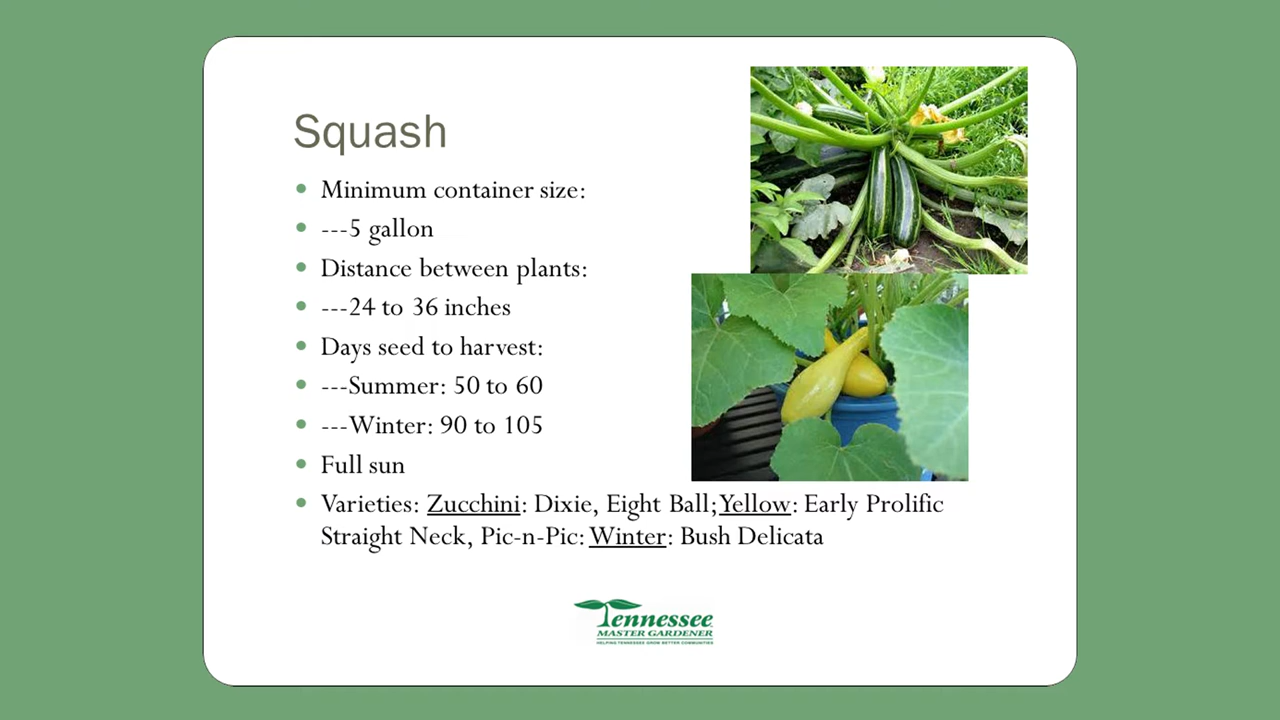 Squash
Minimum container size:
---5 gallon
Distance between plants:
---24 to 36 inches
Days seed to harvest:
---Summer: 50 to 60
---Winter: 90 to 105
Full sun
Varieties: Zucchini: Dixie, Eight Ball; Yellow: Early Prolific
Straight Neck, Pic-n-Pic: Winter: Bush Delicata
Tennessee
MASTER GARDENER
HELPING TENNESSEE GROW BETTER COMMUNITIES